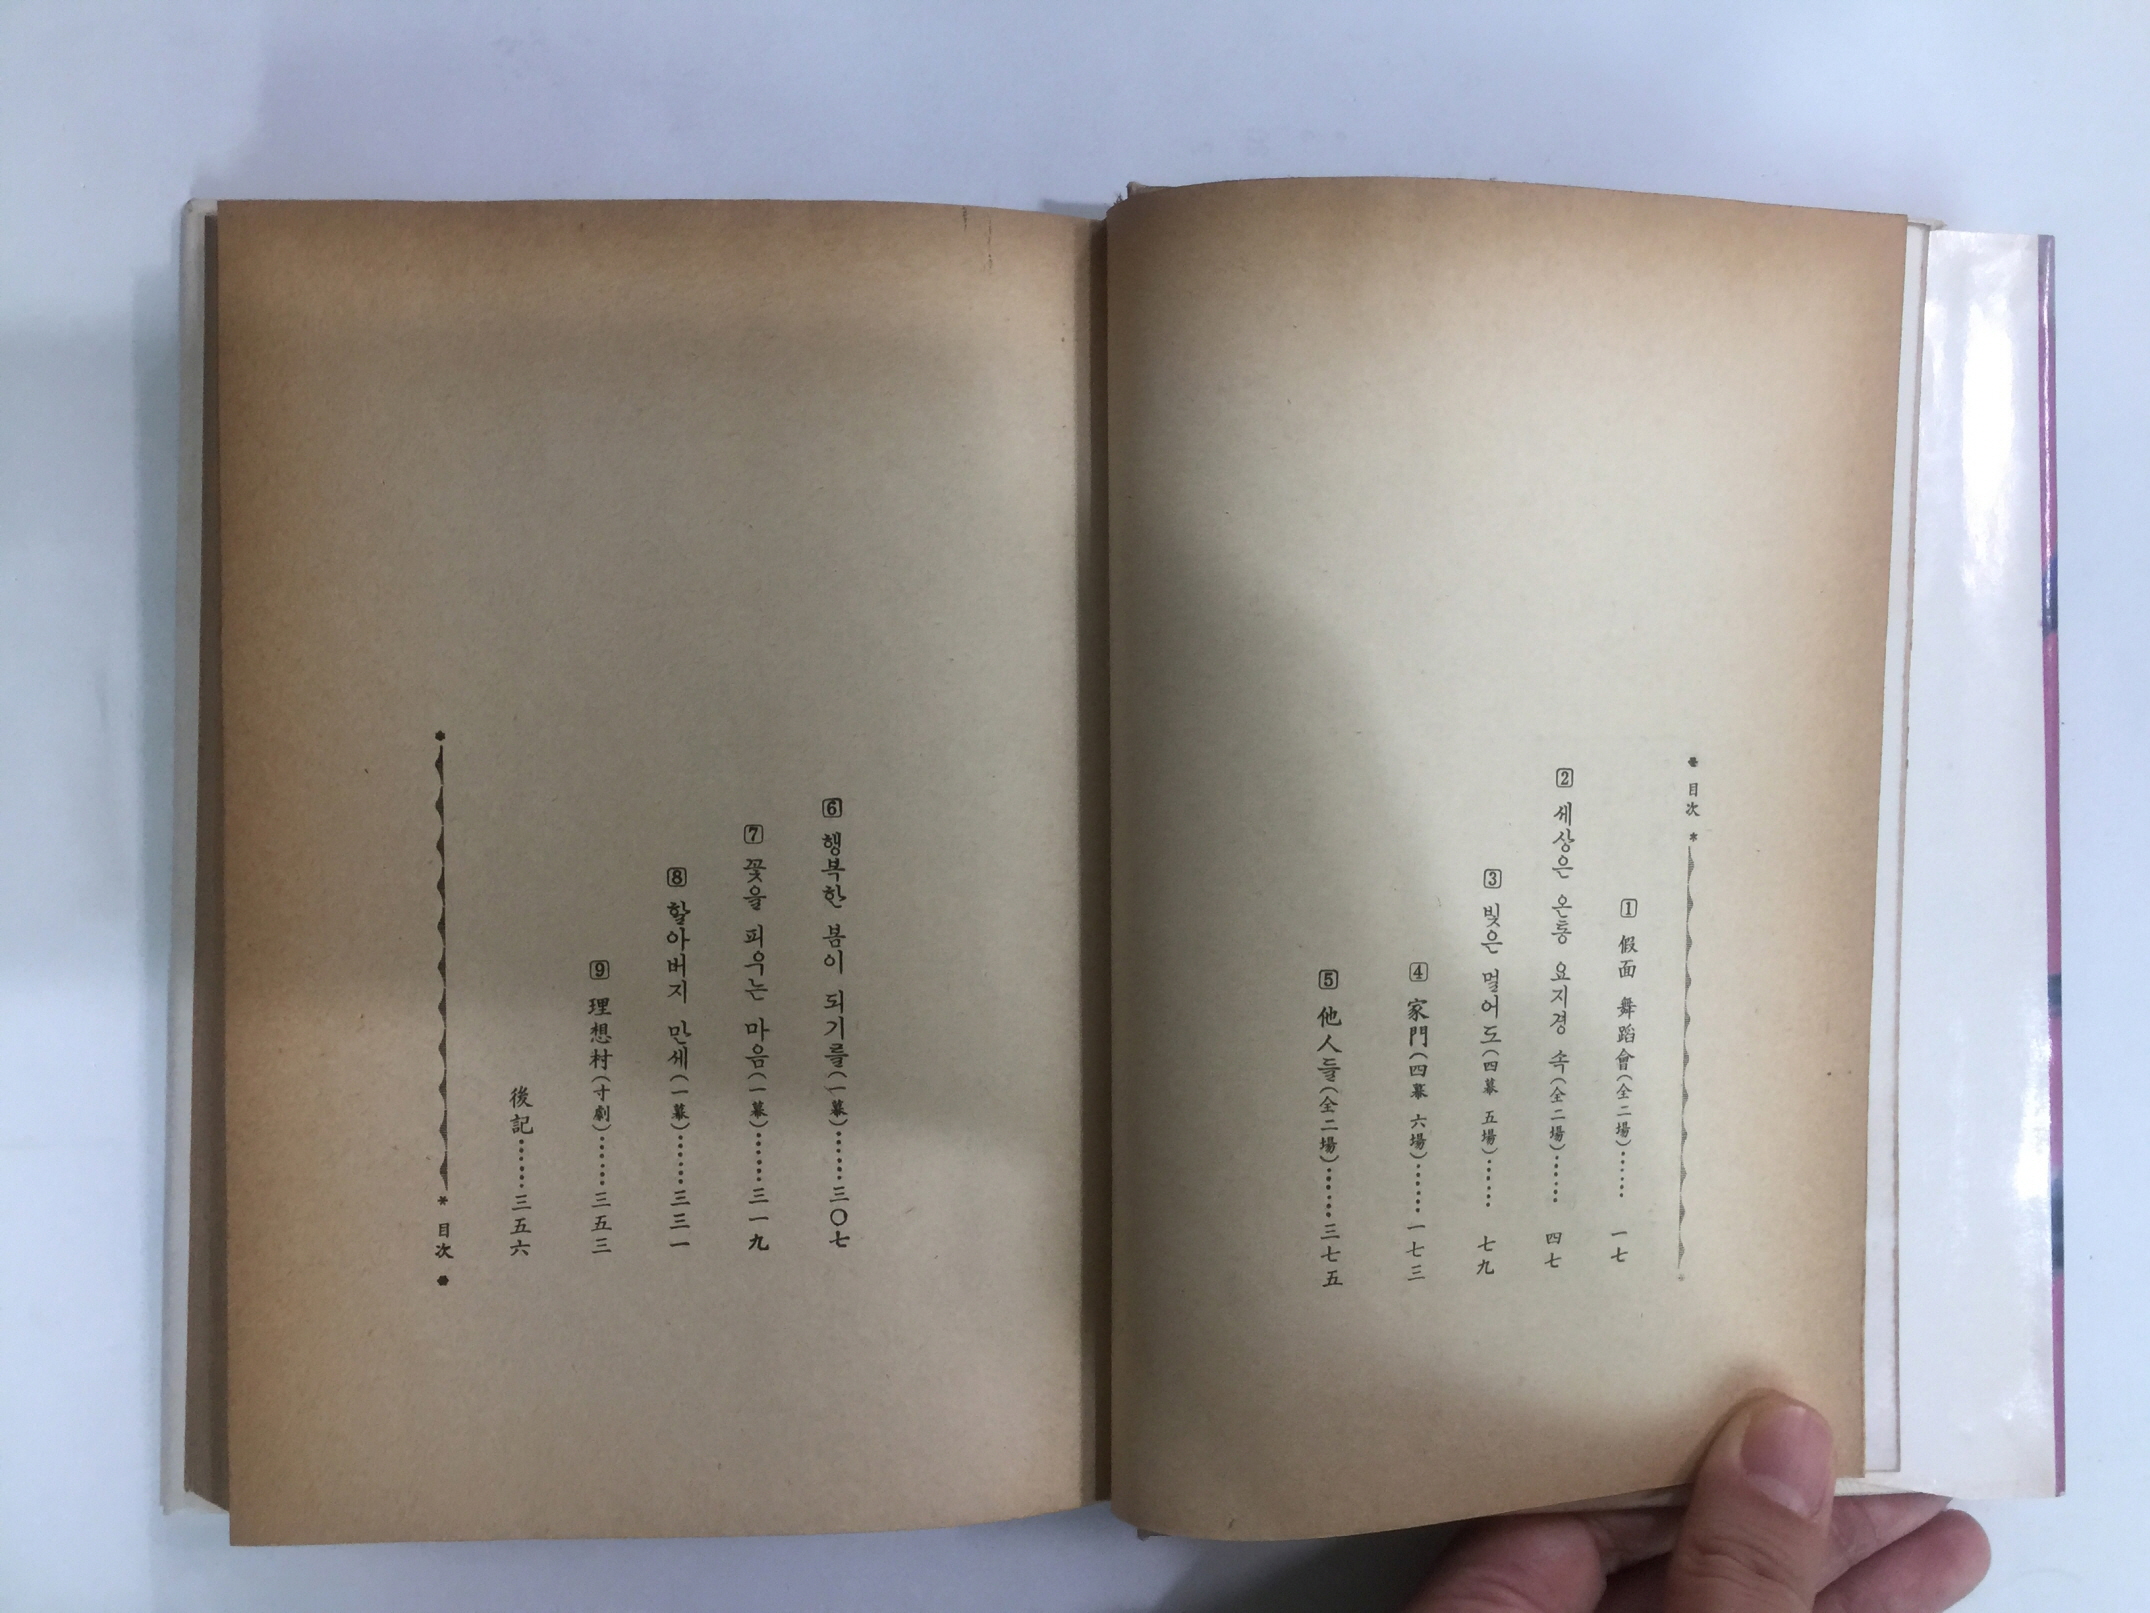 目次
1 假面 舞蹈會(全二場)…… 一七
2 세상은 온통 요지경 속(全二場)…… 四七
3 빛은 멀어도(四幕 五場)…… 七九
4 家門(四幕 六場)…… 一七三
5 他人들(全二場)…… 三七五
6 행복한 봄이 되기를(一幕)…… 三〇七
7 꽃을 피우는 마음(一幕)…… 三一九
8 할아버지 만세(一幕)…… 三三一
9 理想村(寸劇)…… 三五三
後記…… 三五六
目次